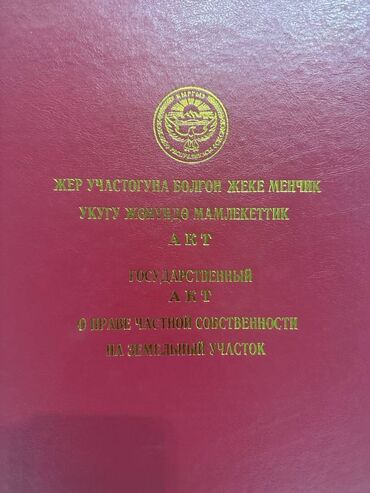 ЖЕР УЧАСТОГУНА БОЛГОН ЖЕКЕ МЕНЧИК
УКУГУ ЖӨНҮНДӨ МАМЛЕКЕТТИК
АКТ
ГОСУДАРСТВЕННЫЙ
АКТ
О ПРАВЕ ЧАСТНОЙ СОБСТВЕННОСТИ
НА ЗЕМЕЛЬНЫЙ УЧАСТОК